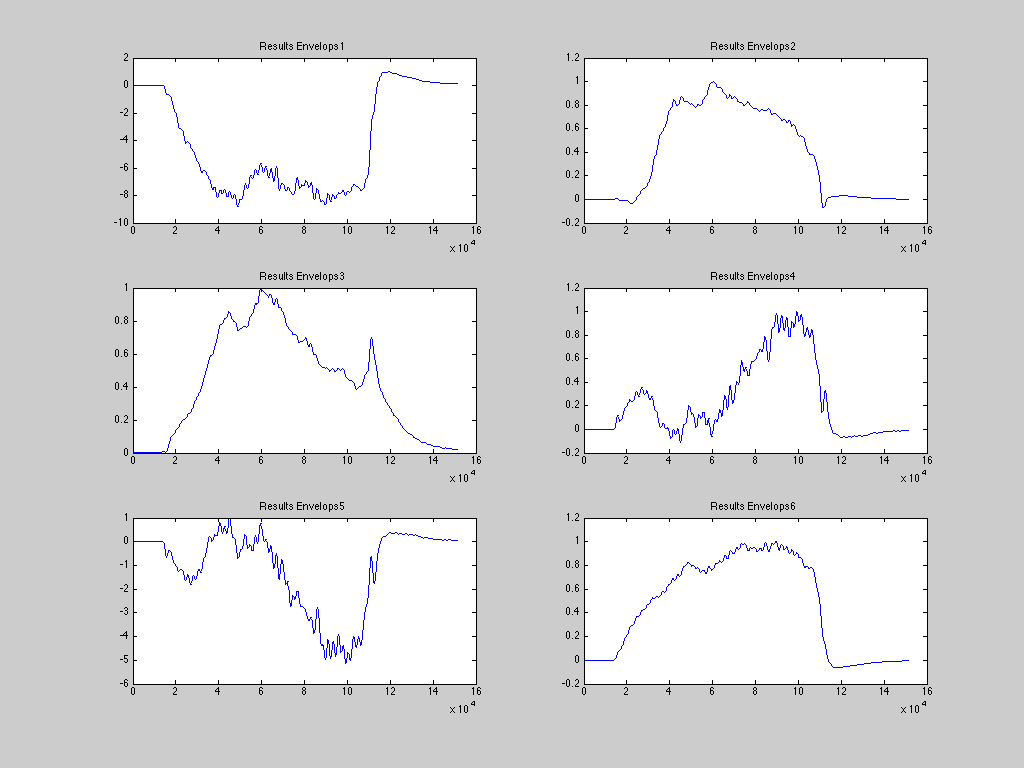 Results Envelops1
2
0
-2
-4
-6
-8
-10
0 2 4 6 8 10 12 14 16
x 10^4
Results Envelops2
1.2
1
0.8
0.6
0.4
0.2
0
-0.2
0 2 4 6 8 10 12 14 16
x 10^4
Results Envelops3
1
0.8
0.6
0.4
0.2
0
0 2 4 6 8 10 12 14 16
x 10^4
Results Envelops4
1.2
1
0.8
0.6
0.4
0.2
0
-0.2
0 2 4 6 8 10 12 14 16
x 10^4
Results Envelops5
1
0
-1
-2
-3
-4
-5
-6
0 2 4 6 8 10 12 14 16
x 10^4
Results Envelops6
1.2
1
0.8
0.6
0.4
0.2
0
-0.2
0 2 4 6 8 10 12 14 16
x 10^4